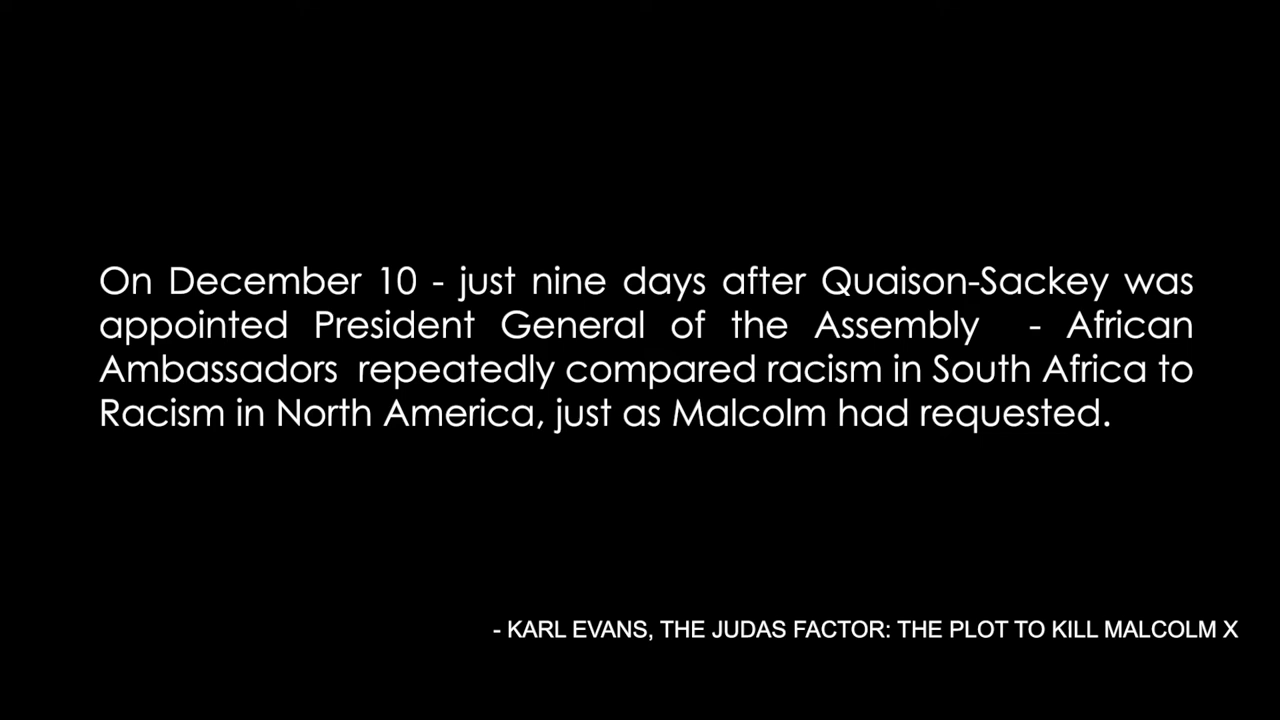 On December 10 - just nine days after Quaison-Sackey was
appointed President General of the Assembly - African
Ambassadors repeatedly compared racism in South Africa to
Racism in North America, just as Malcolm had requested.
- KARL EVANS, THE JUDAS FACTOR: THE PLOT TO KILL MALCOLM X